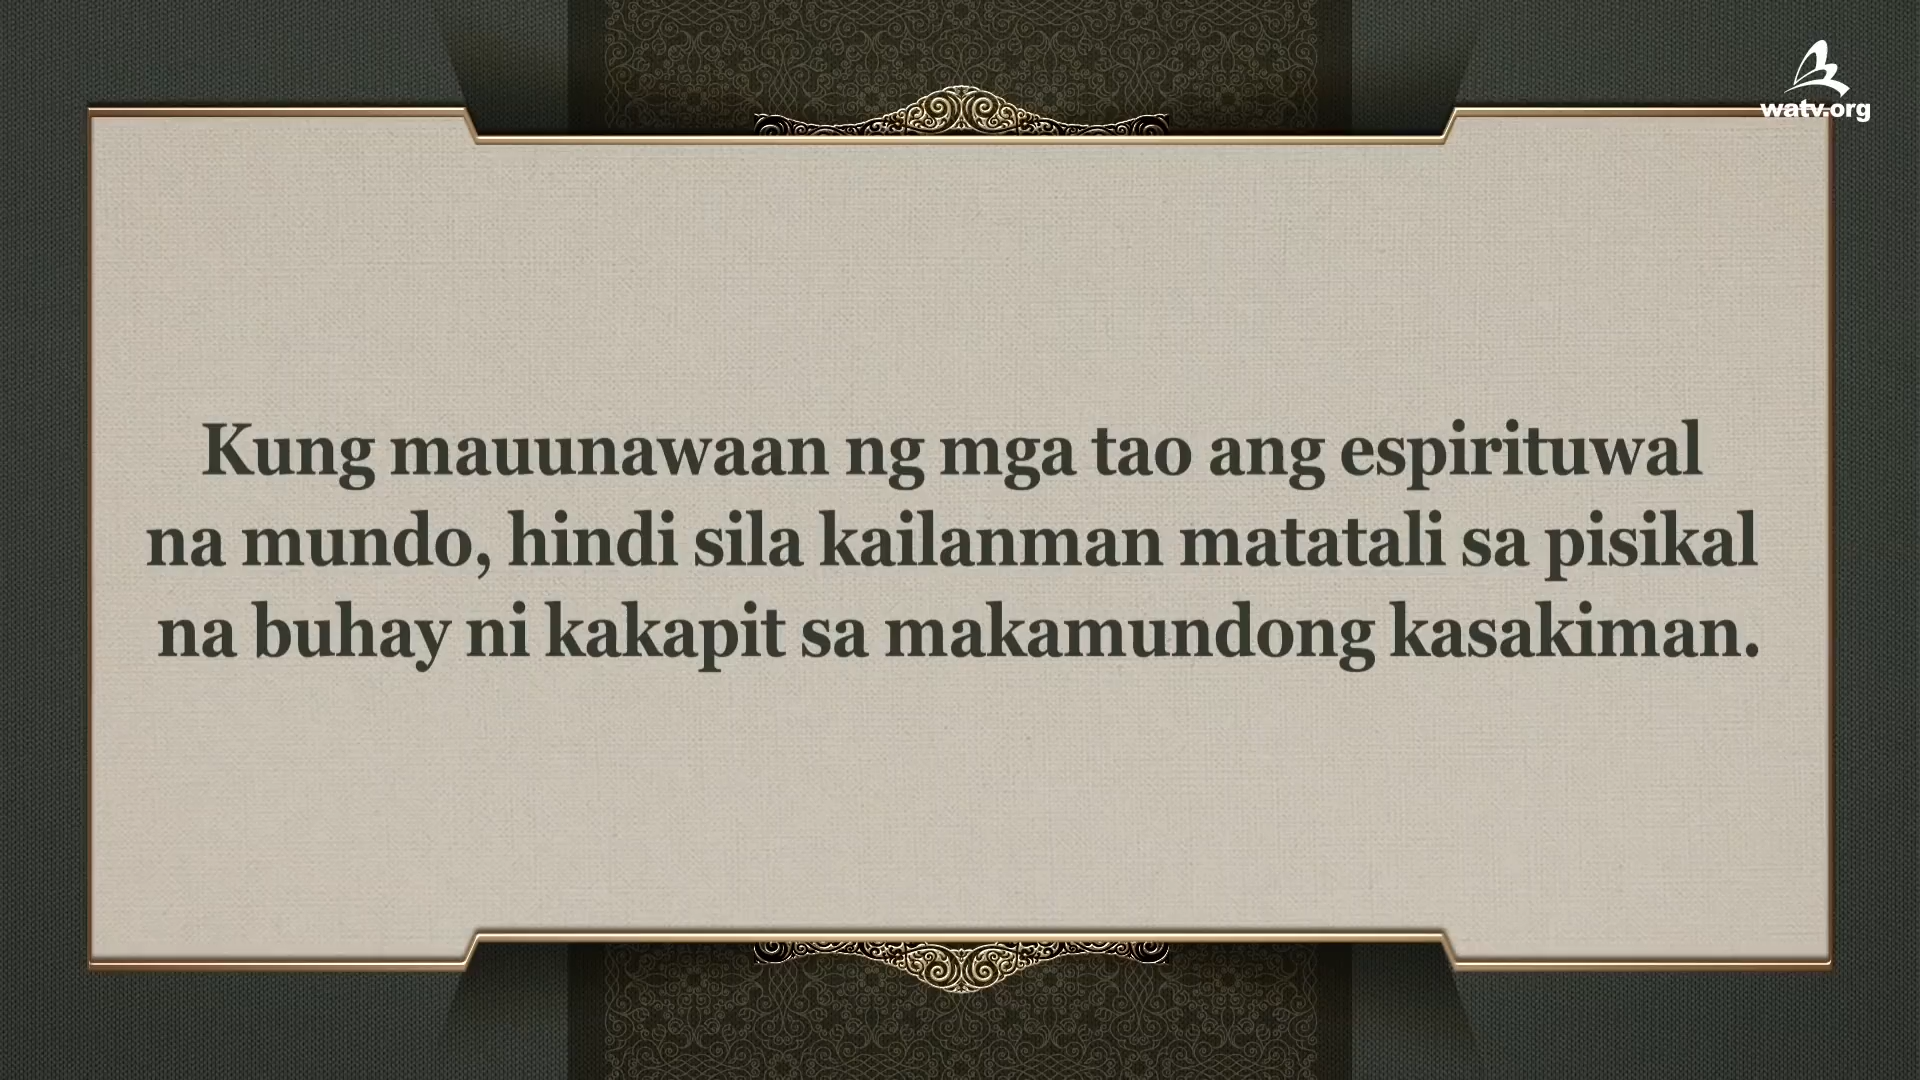 watv.org
Kung mauunawaan ng mga tao ang espirituwal
na mundo, hindi sila kailanman matatali sa pisikal
na buhay ni kakapit sa makamundong kasakiman.